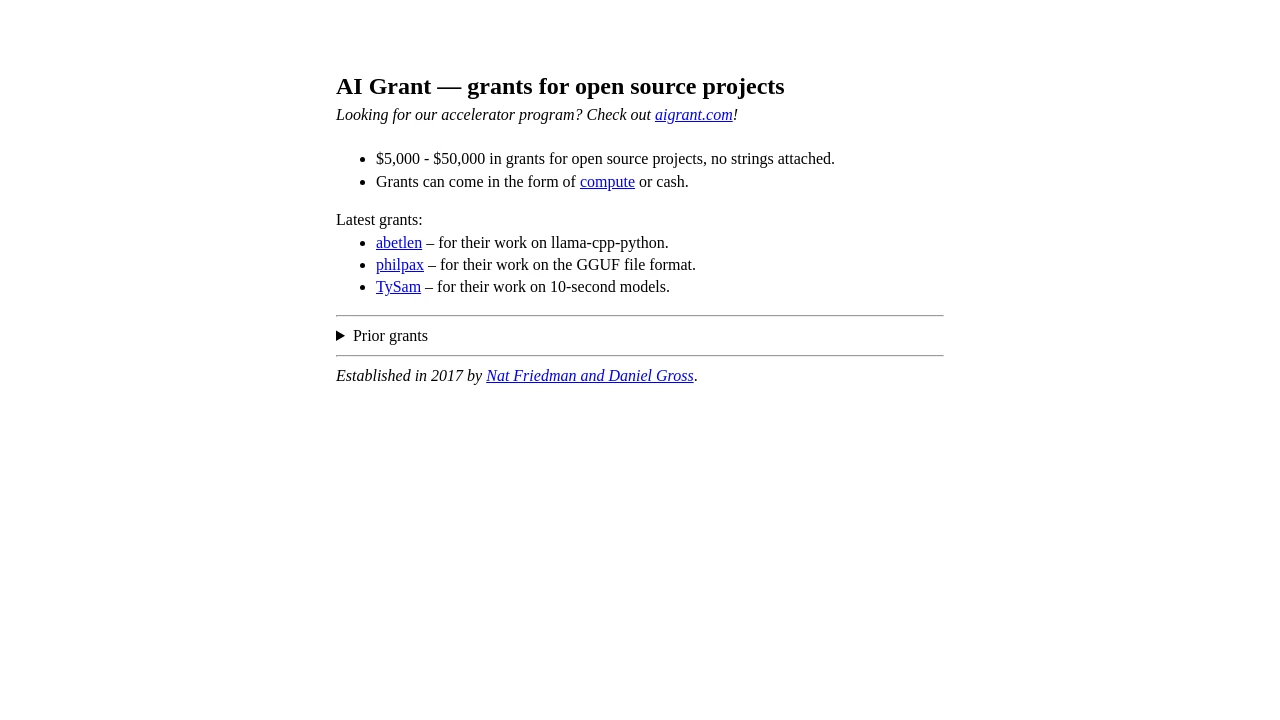 AI Grant — grants for open source projects
Looking for our accelerator program? Check out aigrant.com!
• $5,000 - $50,000 in grants for open source projects, no strings attached.
• Grants can come in the form of compute or cash.
Latest grants:
• abetlen – for their work on llama-cpp-python.
• philpax – for their work on the GGUF file format.
• TySam – for their work on 10-second models.
Prior grants
Established in 2017 by Nat Friedman and Daniel Gross.